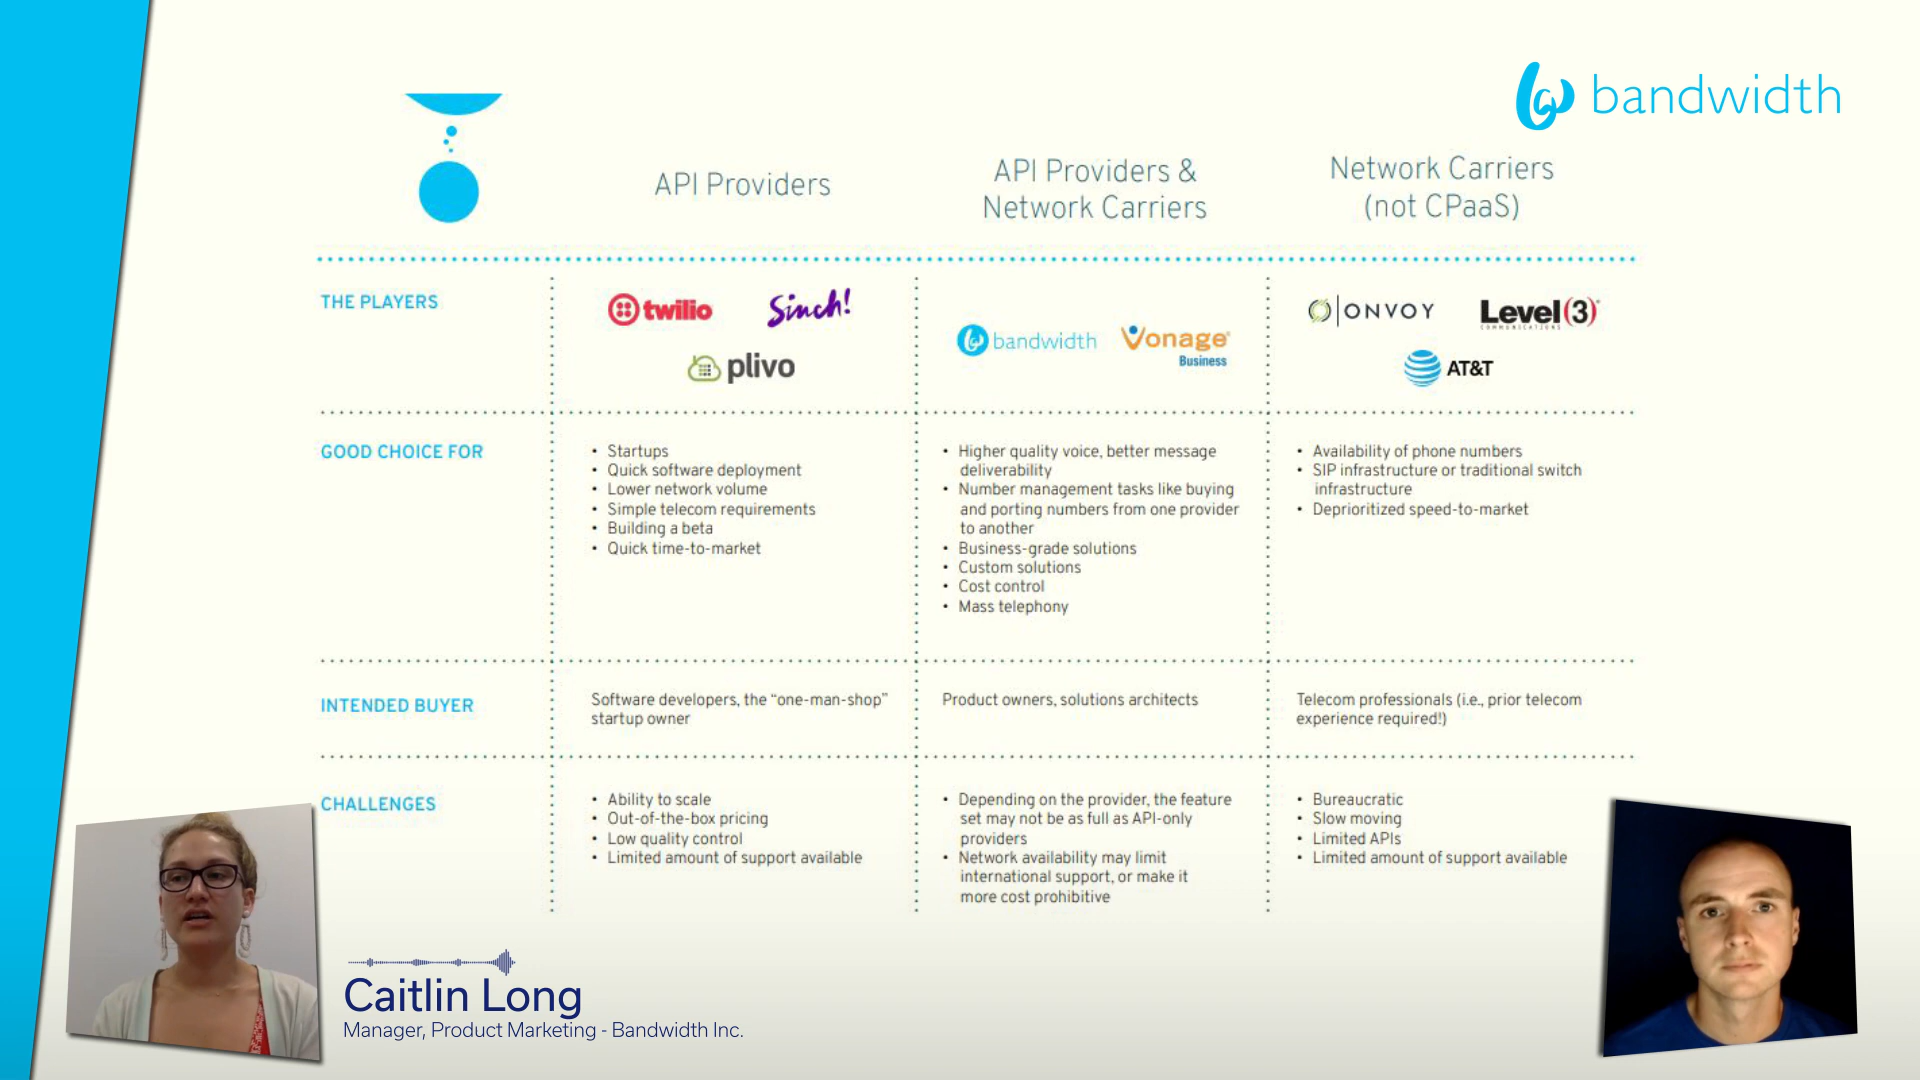 bandwidth
API Providers
API Providers &
Network Carriers
Network Carriers
(not CPaaS)
THE PLAYERS
twilio
Sinch!
plivo
bandwidth
Vonage®
Business
ONVOY
Level(3)
COMMUNICATIONS
AT&T
GOOD CHOICE FOR
• Startups
• Quick software deployment
• Lower network volume
• Simple telecom requirements
• Building a beta
• Quick time-to-market
• Higher quality voice, better message
deliverability
• Number management tasks like buying
and porting numbers from one provider
to another
• Business-grade solutions
• Custom solutions
• Cost control
• Mass telephony
• Availability of phone numbers
• SIP infrastructure or traditional switch
infrastructure
• Deprioritized speed-to-market
INTENDED BUYER
Software developers, the “one-man-shop”
startup owner
Product owners, solutions architects
Telecom professionals (i.e., prior telecom
experience required!)
CHALLENGES
• Ability to scale
• Out-of-the-box pricing
• Low quality control
• Limited amount of support available
• Depending on the provider, the feature
set may not be as full as API-only
providers
• Network availability may limit
international support, or make it
more cost prohibitive
• Bureaucratic
• Slow moving
• Limited APIs
• Limited amount of support available
Caitlin Long
Manager, Product Marketing - Bandwidth Inc.